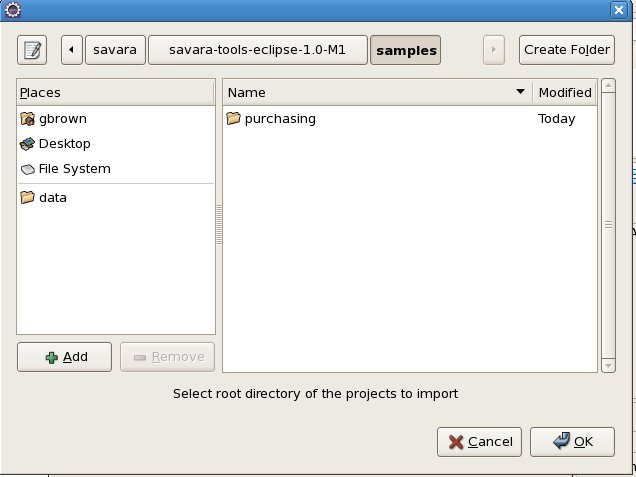 savara savara-tools-eclipse-1.0-M1 samples Create Folder
Places
gbrown
Desktop
File System
data
Name Modified
purchasing Today
Add Remove
Select root directory of the projects to import
Cancel OK